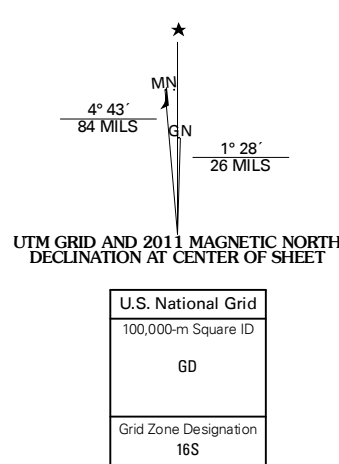 ★
MN
4° 43´
84 MILS
GN
1° 28´
26 MILS
UTM GRID AND 2011 MAGNETIC NORTH
DECLINATION AT CENTER OF SHEET
U.S. National Grid
100,000-m Square ID
GD
Grid Zone Designation
16S